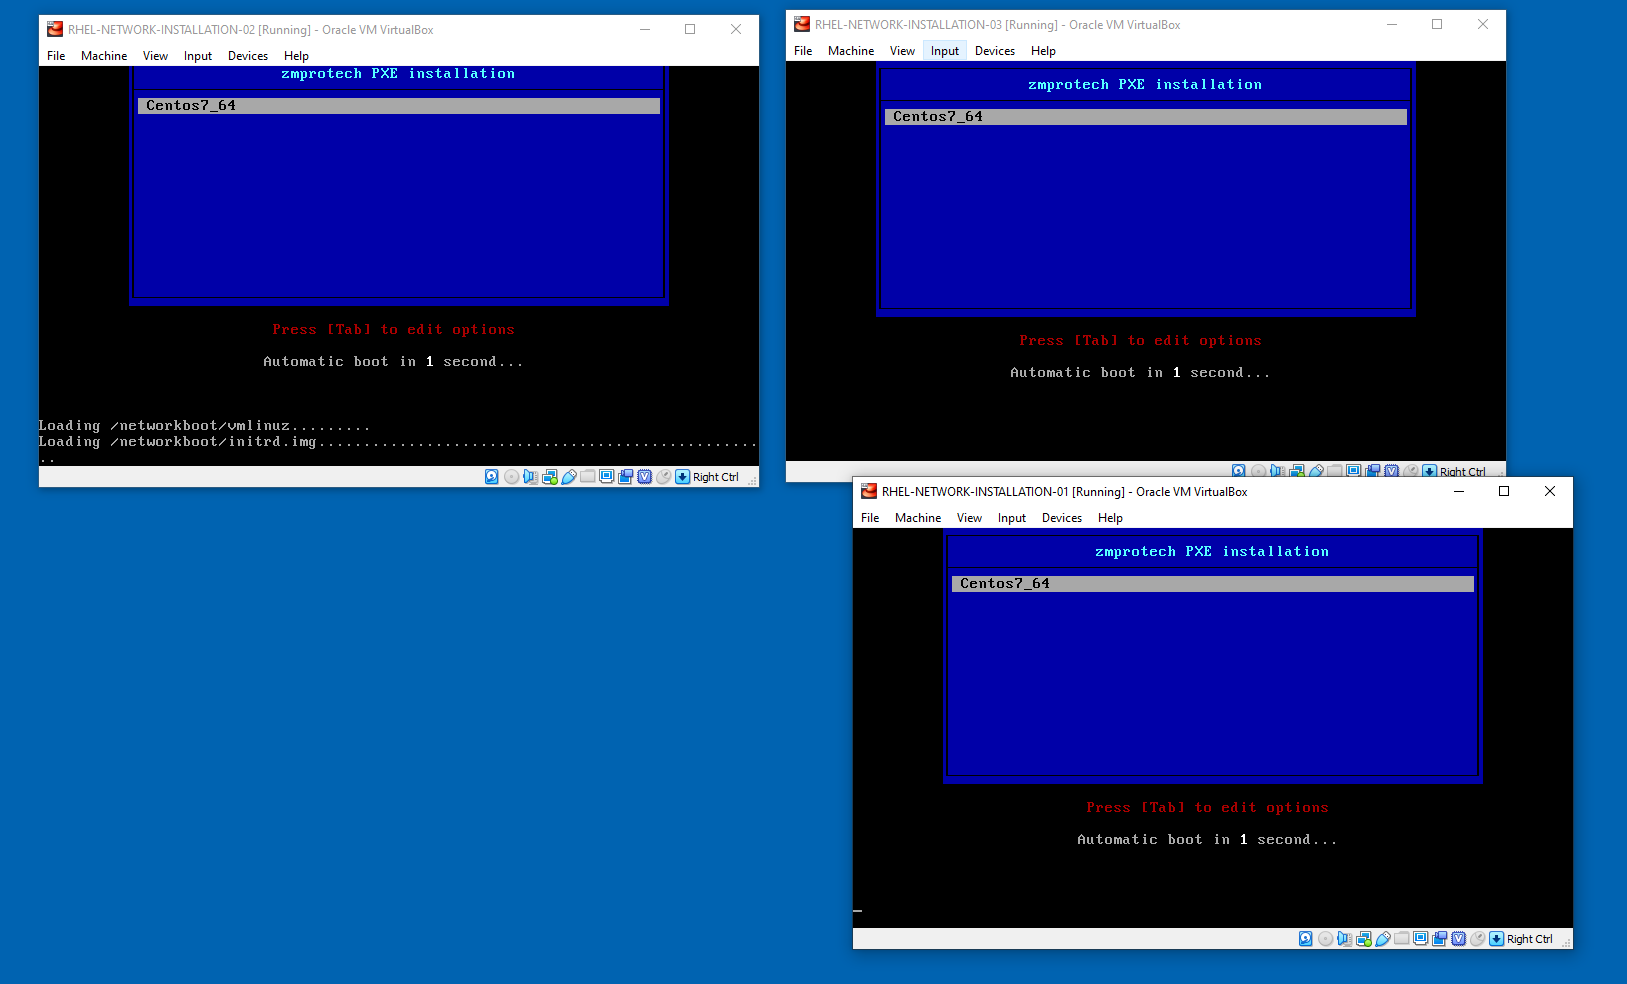 RHEL-NETWORK-INSTALLATION-02 [Running] - Oracle VM VirtualBox
File Machine View Input Devices Help
zmprotech PXE installation
Centos7_64
Press [Tab] to edit options
Automatic boot in 1 second...
Loading /networkboot/vmlinuz.........
Loading /networkboot/initrd.img.................................................
..
Right Ctrl
RHEL-NETWORK-INSTALLATION-03 [Running] - Oracle VM VirtualBox
File Machine View Input Devices Help
zmprotech PXE installation
Centos7_64
Press [Tab] to edit options
Automatic boot in 1 second...
Right Ctrl
RHEL-NETWORK-INSTALLATION-01 [Running] - Oracle VM VirtualBox
File Machine View Input Devices Help
zmprotech PXE installation
Centos7_64
Press [Tab] to edit options
Automatic boot in 1 second...
_
Right Ctrl